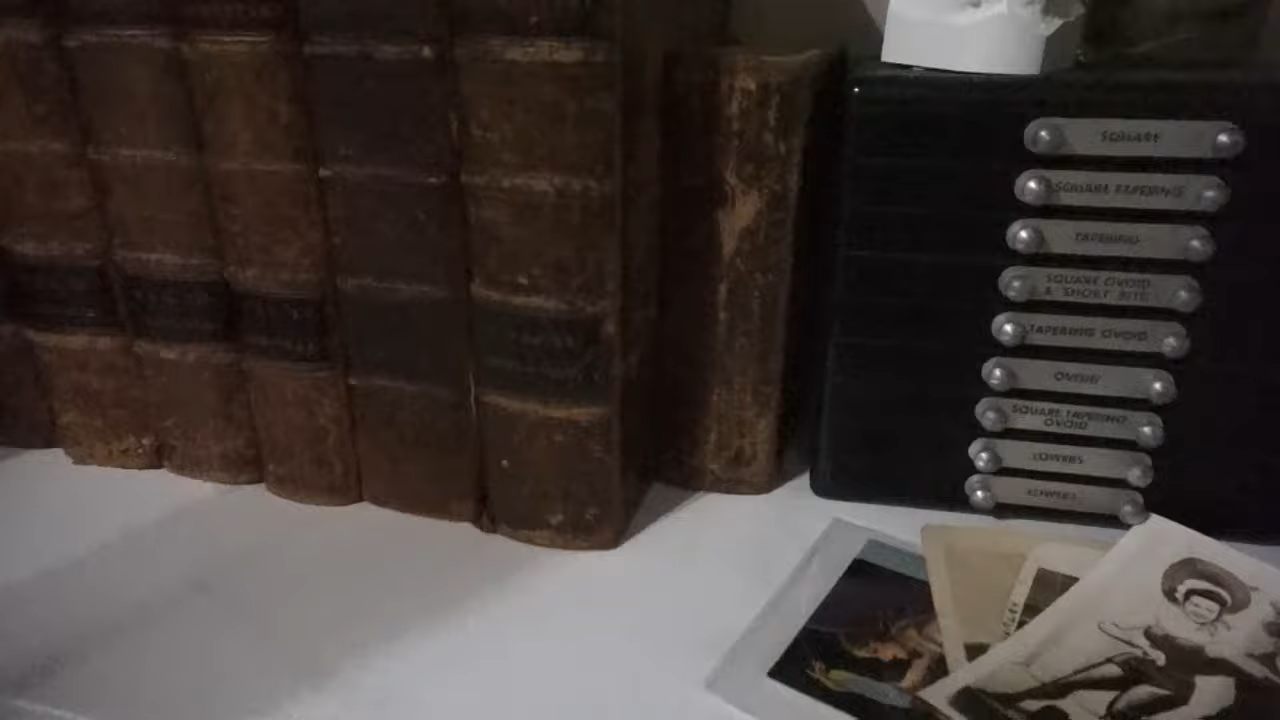 SQUARE
SQUARE TAPERING
TAPERING
SQUARE OVOID
& SHORT BITE
TAPERING OVOID
OVOID
SQUARE TAPERING
OVOID
LOWERS
LOWERS